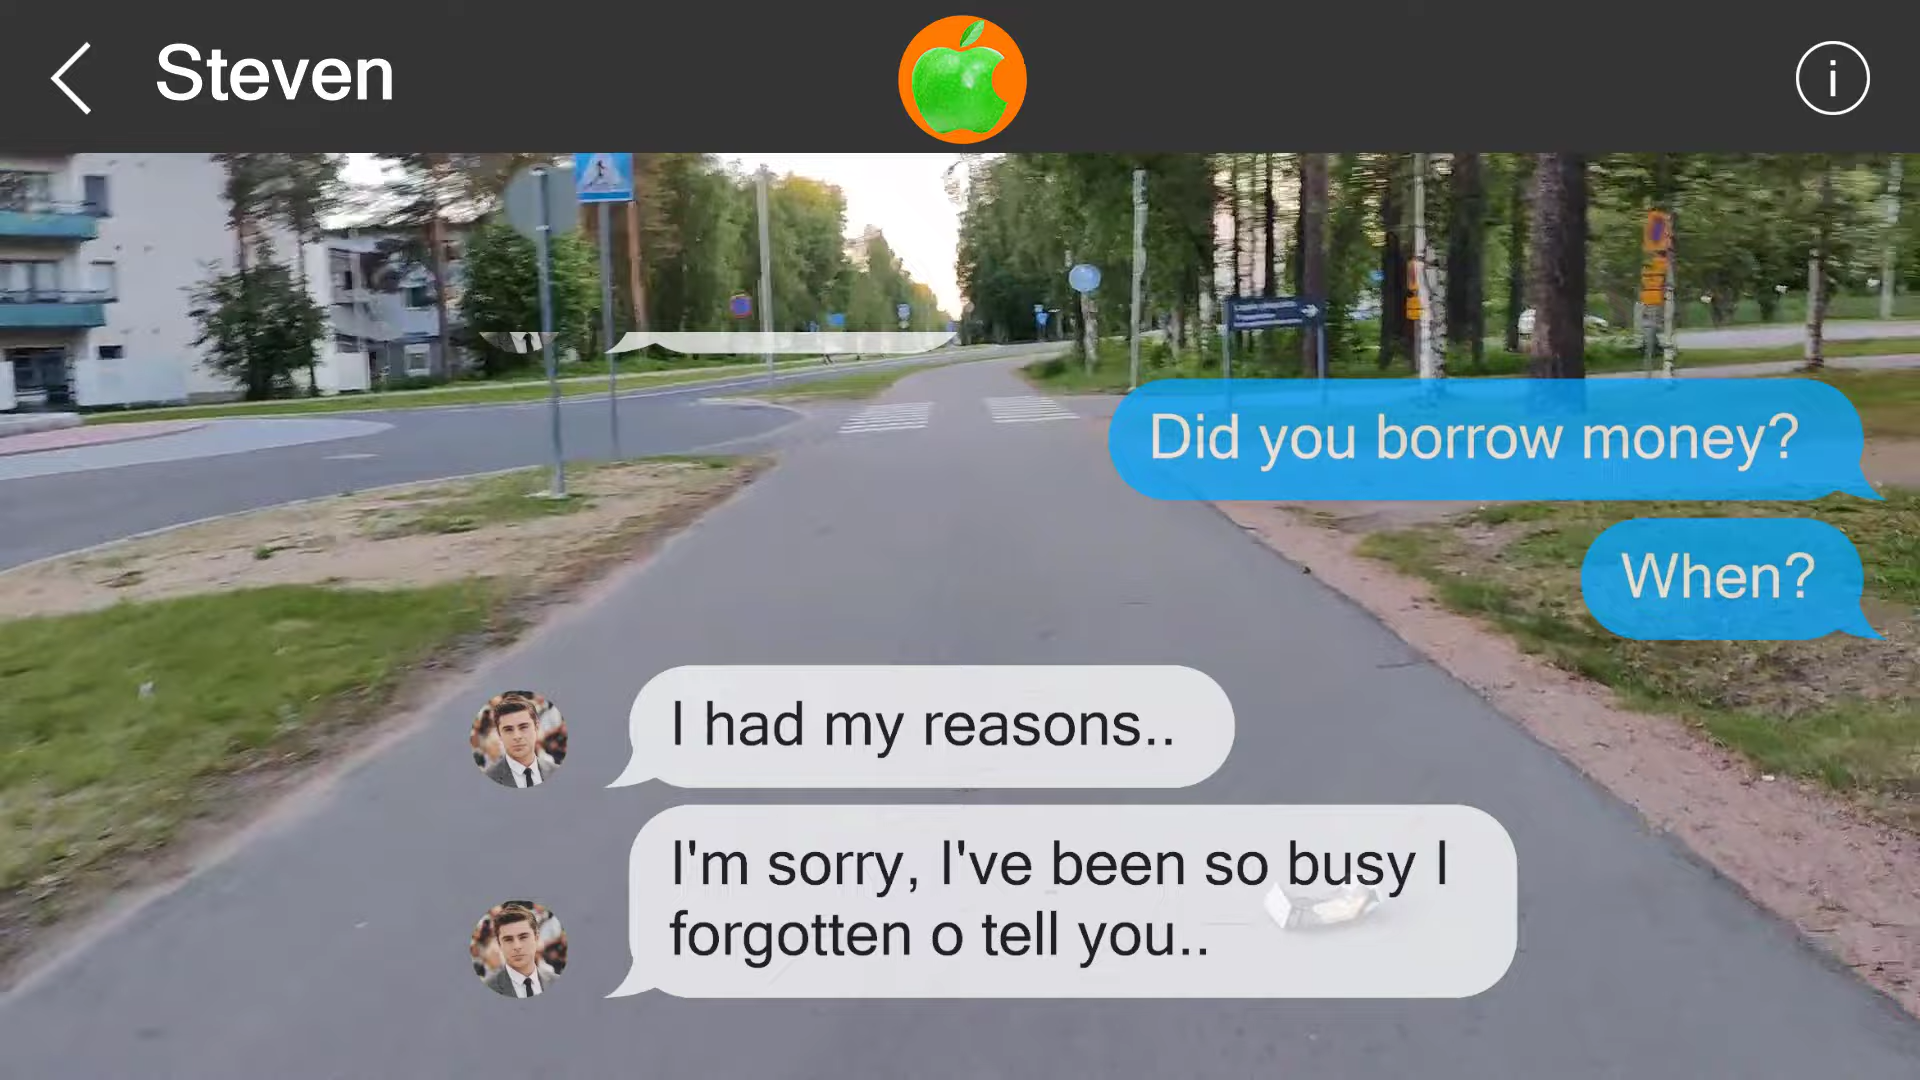 Steven
i
Did you borrow money?
When?
I had my reasons..
I'm sorry, I've been so busy I
forgotten o tell you..